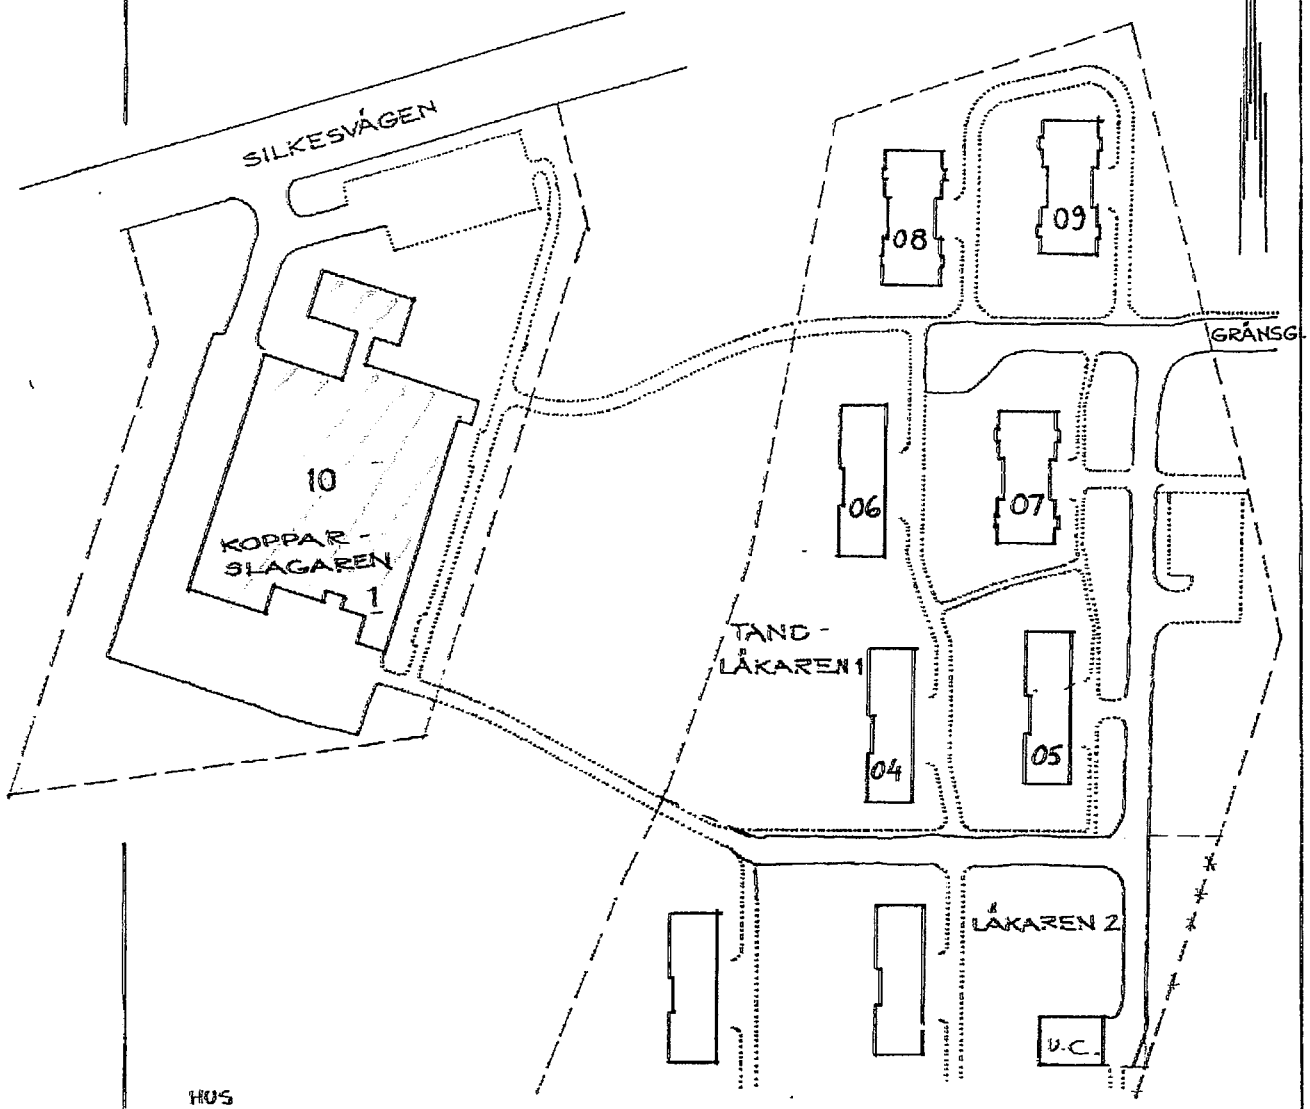 SILKESVÄGEN
08
09
GRÄNSG.
10
KOPPAR-
SLAGAREN
1
06
07
TAND-
LÄKAREN 1
04
05
LÄKAREN 2
U.C.
HUS